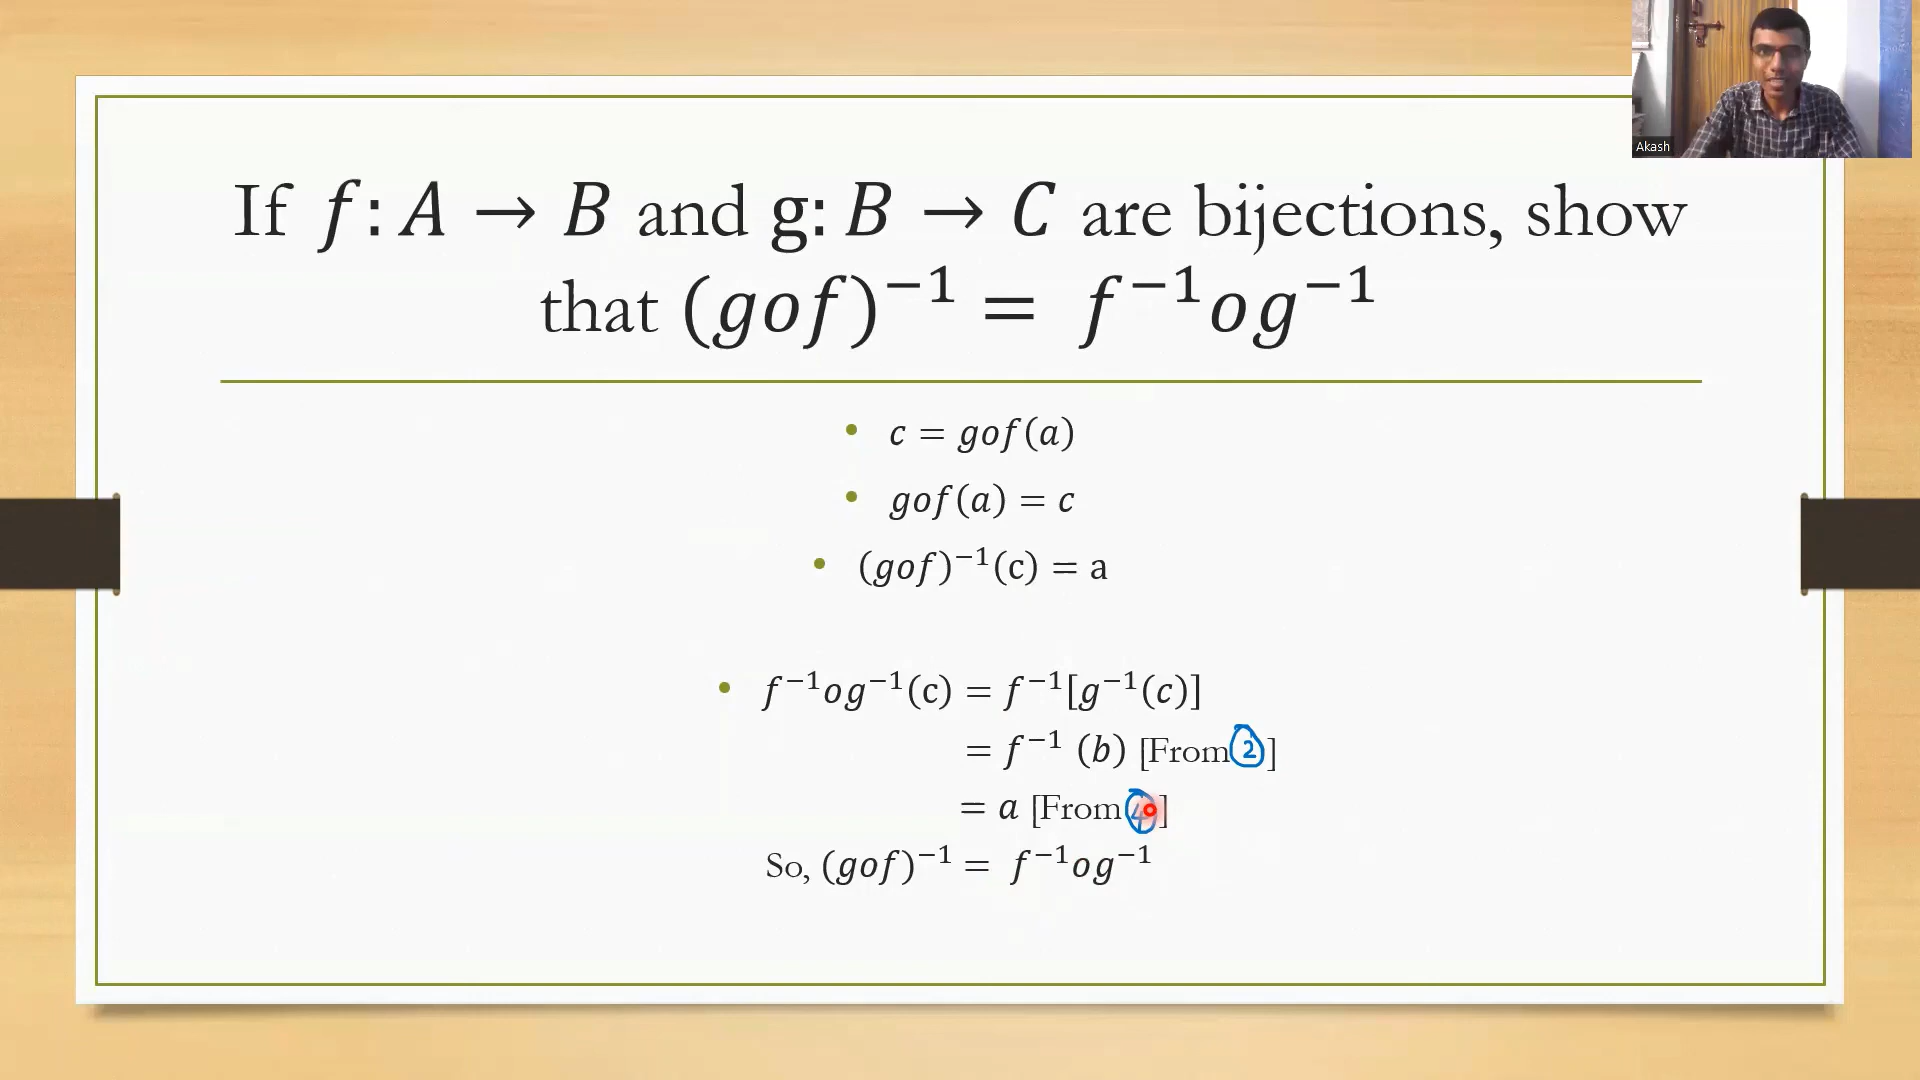 Akash
If f: A → B and g: B → C are bijections, show
that (gof)⁻¹ = f⁻¹og⁻¹
• c = gof(a)
• gof(a) = c
• (gof)⁻¹(c) = a
• f⁻¹og⁻¹(c) = f⁻¹[g⁻¹(c)]
= f⁻¹ (b) [From ②]
= a [From ④]
So, (gof)⁻¹ = f⁻¹og⁻¹